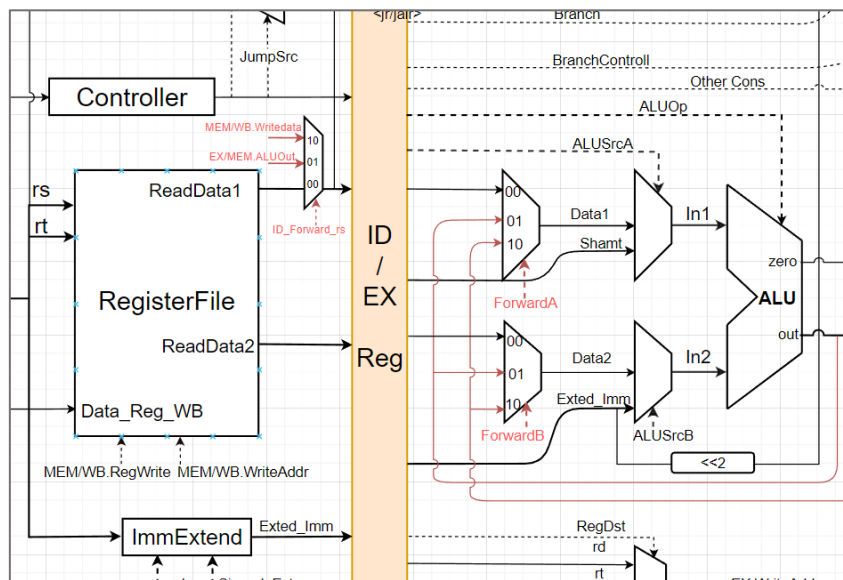 <jr/jalr>
Branch
JumpSrc
BranchControll
Other Cons
Controller
ALUOp
MEM/WB.Writedata
10
EX/MEM.ALUOut
01
00
ALUSrcA
ReadData1
rs
rt
ID_Forward_rs
RegisterFile
ReadData2
Data_Reg_WB
MEM/WB.RegWrite
MEM/WB.WriteAddr
ID
/
EX
Reg
00
01
10
Data1
Shamt
ForwardA
In1
zero
ALU
out
00
01
10
Data2
Exted_Imm
In2
ForwardB
ALUSrcB
<<2
ImmExtend
Exted_Imm
RegDst
rd
rt